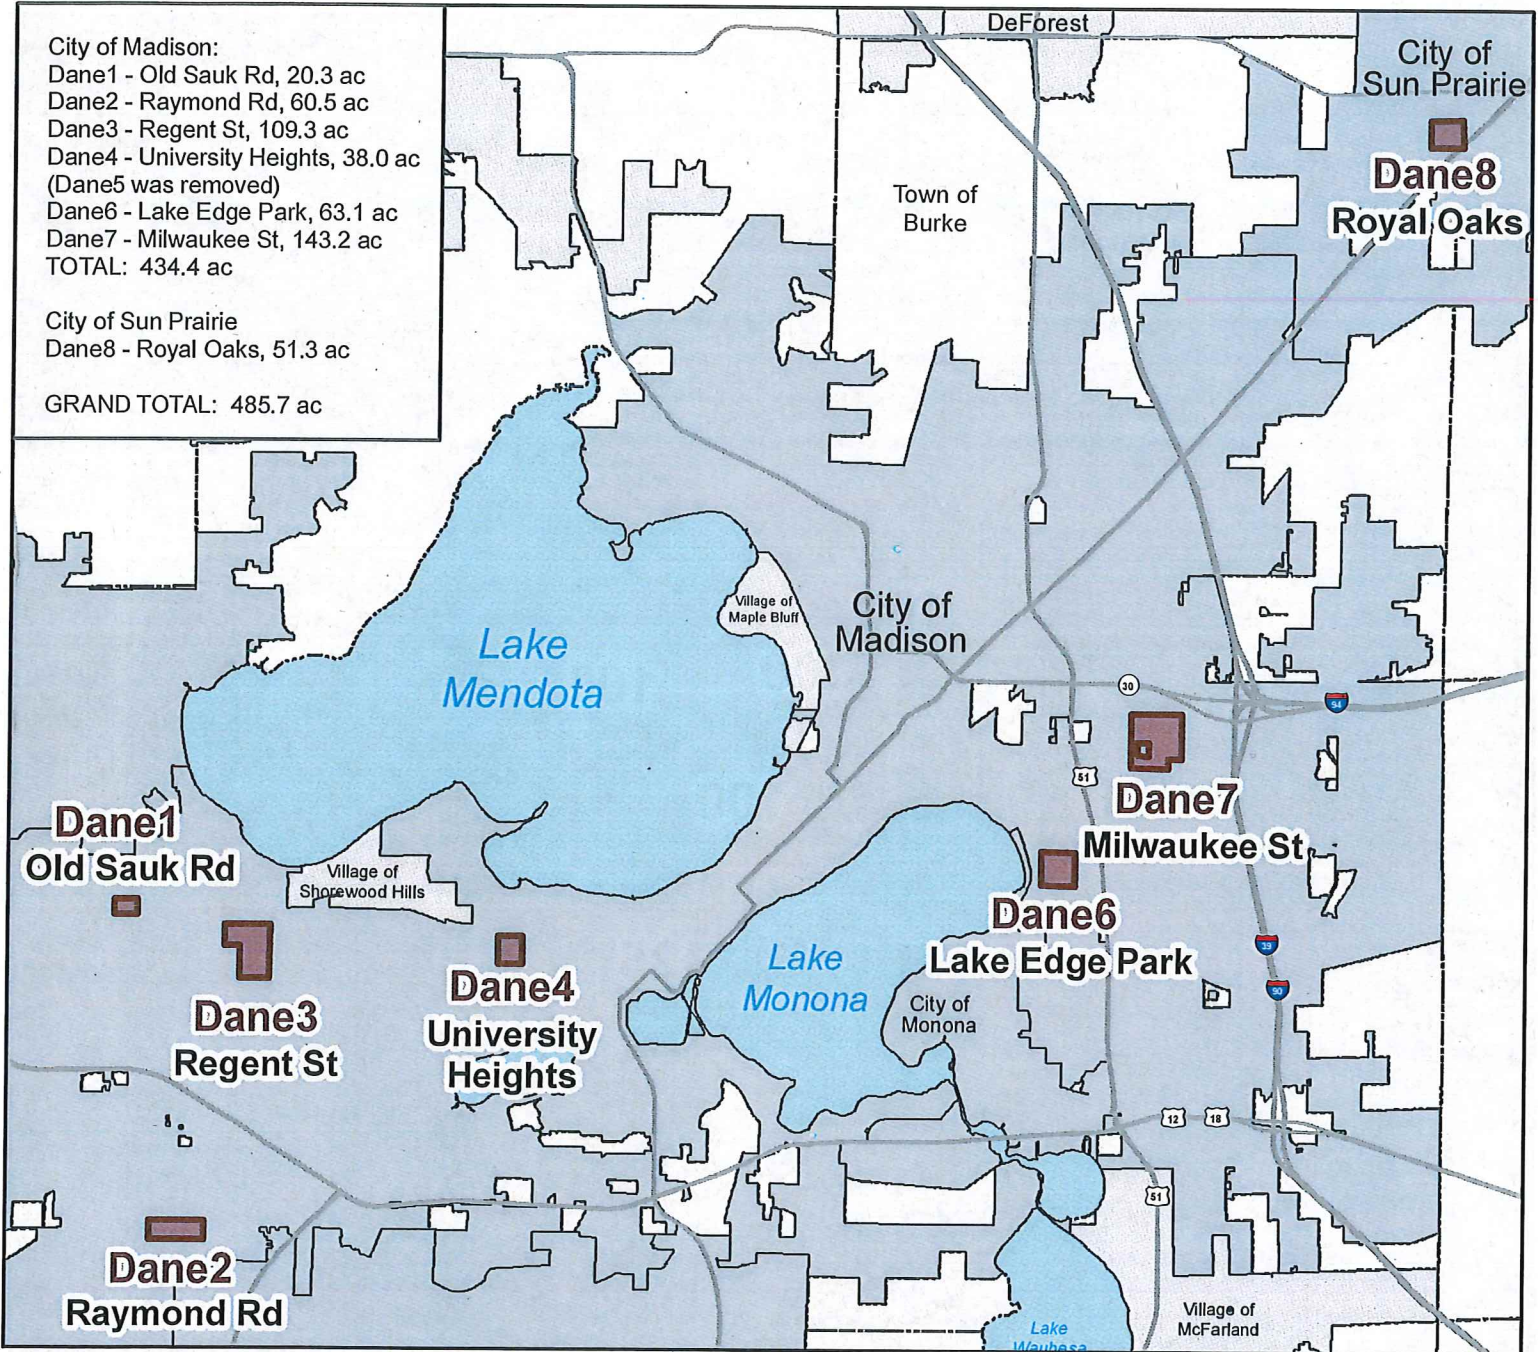 City of Madison:
Dane1 - Old Sauk Rd, 20.3 ac
Dane2 - Raymond Rd, 60.5 ac
Dane3 - Regent St, 109.3 ac
Dane4 - University Heights, 38.0 ac
(Dane5 was removed)
Dane6 - Lake Edge Park, 63.1 ac
Dane7 - Milwaukee St, 143.2 ac
TOTAL: 434.4 ac
City of Sun Prairie
Dane8 - Royal Oaks, 51.3 ac
GRAND TOTAL: 485.7 ac
DeForest
City of
Sun Prairie
Dane8
Royal Oaks
Town of
Burke
Village of
Maple Bluff
City of
Madison
Lake
Mendota
30
94
51
Dane7
Milwaukee St
Dane1
Old Sauk Rd
Village of
Shorewood Hills
Dane6
Lake Edge Park
39
90
Lake
Monona
City of
Monona
Dane4
University
Heights
Dane3
Regent St
12
18
51
Dane2
Raymond Rd
Village of
McFarland
Lake
Waubesa